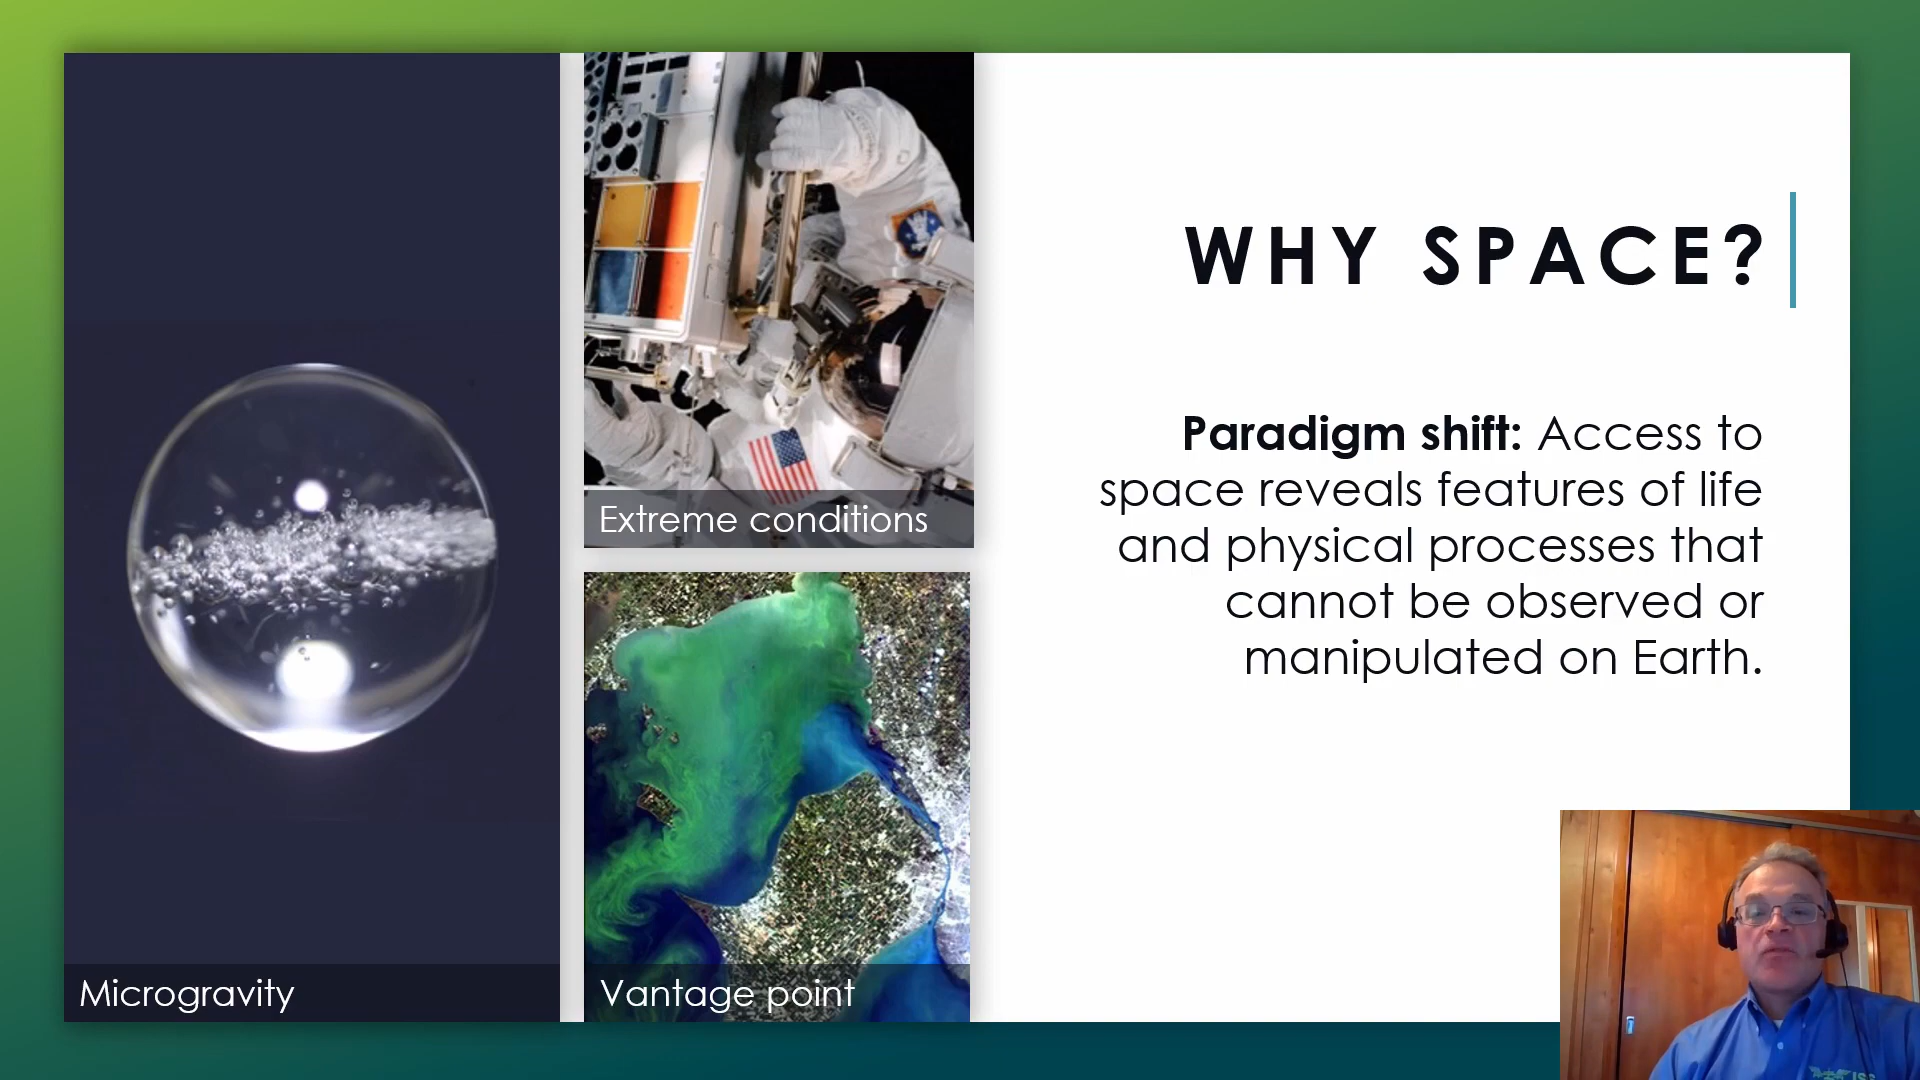 WHY SPACE?
Paradigm shift: Access to
space reveals features of life
and physical processes that
cannot be observed or
manipulated on Earth.
Extreme conditions
Microgravity
Vantage point